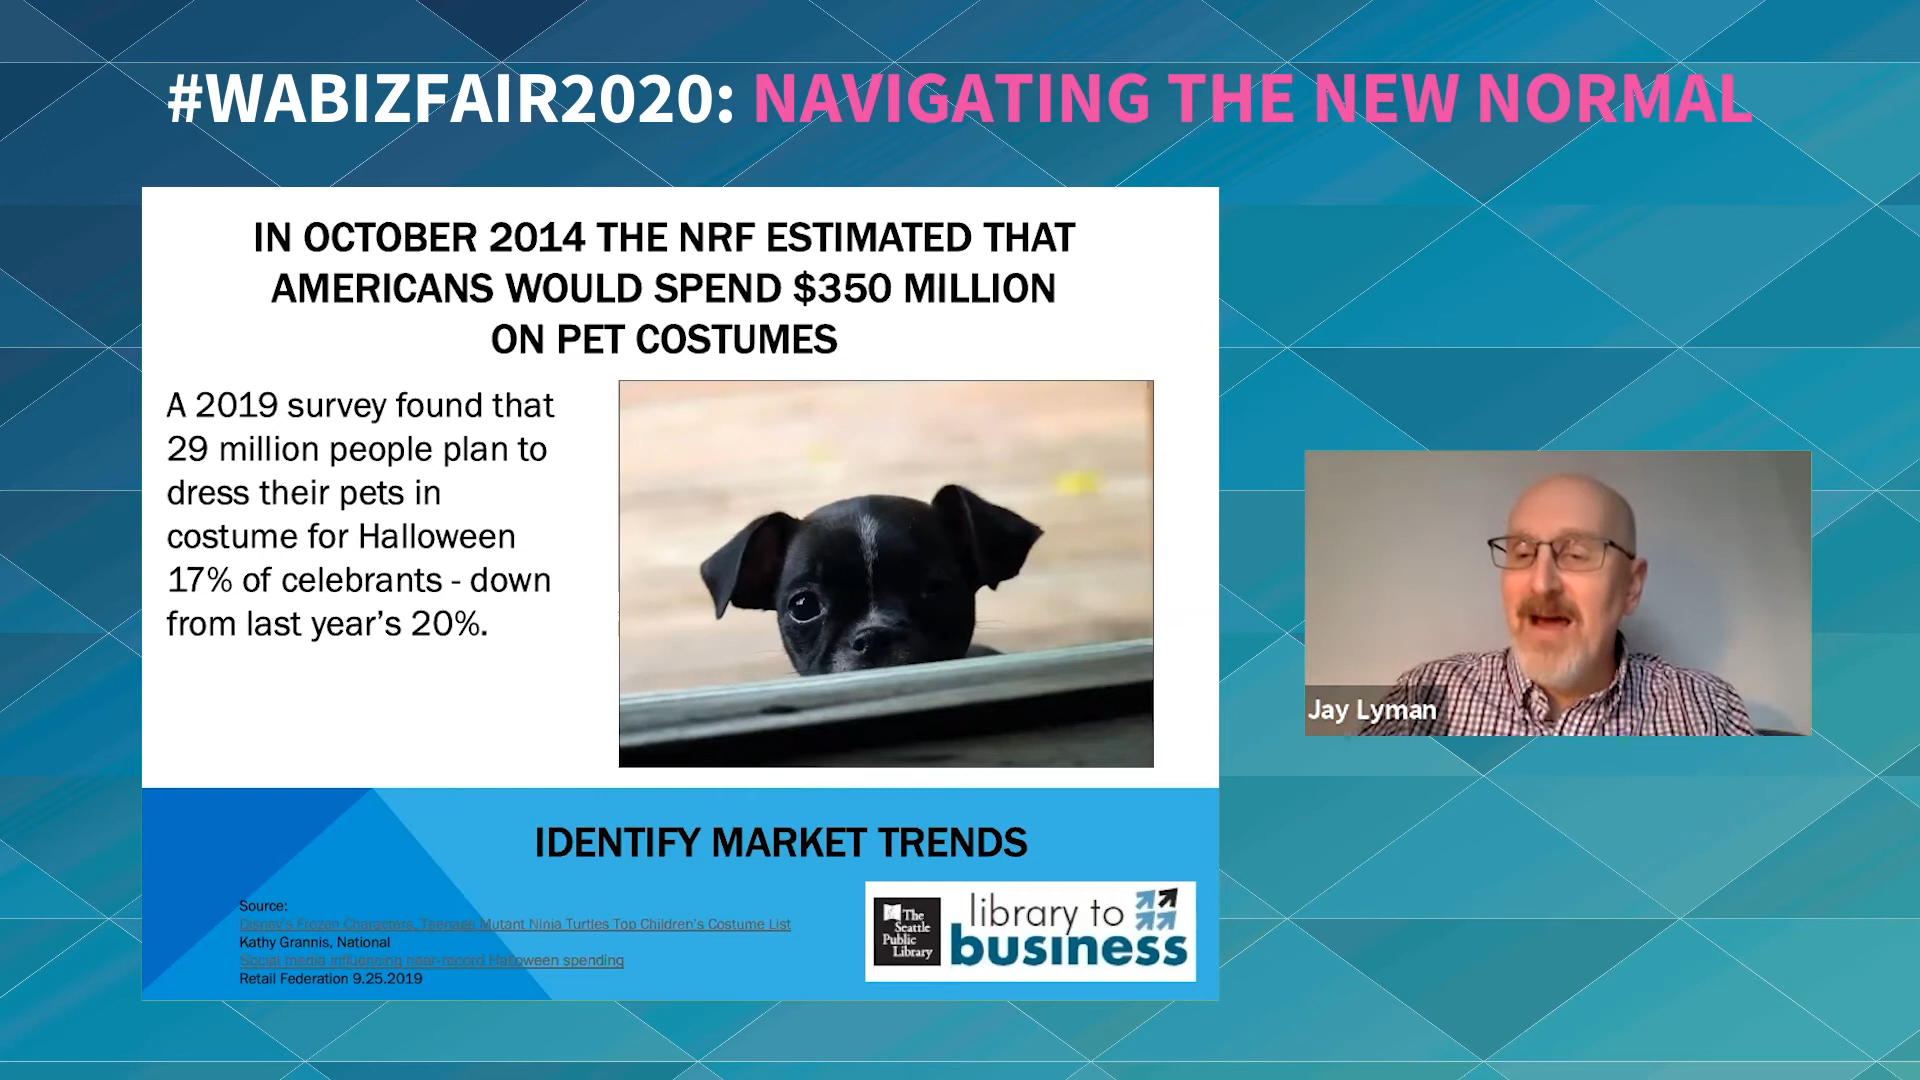 #WABIZFAIR2020: NAVIGATING THE NEW NORMAL
IN OCTOBER 2014 THE NRF ESTIMATED THAT
AMERICANS WOULD SPEND $350 MILLION
ON PET COSTUMES
A 2019 survey found that
29 million people plan to
dress their pets in
costume for Halloween
17% of celebrants - down
from last year's 20%.
Jay Lyman
IDENTIFY MARKET TRENDS
Source:
Disney's Frozen Characters, Teenage Mutant Ninja Turtles Top Children's Costume List
Kathy Grannis, National
Social media influencing near-record Halloween spending
Retail Federation 9.25.2019
The
Seattle
Public
Library
library to
business